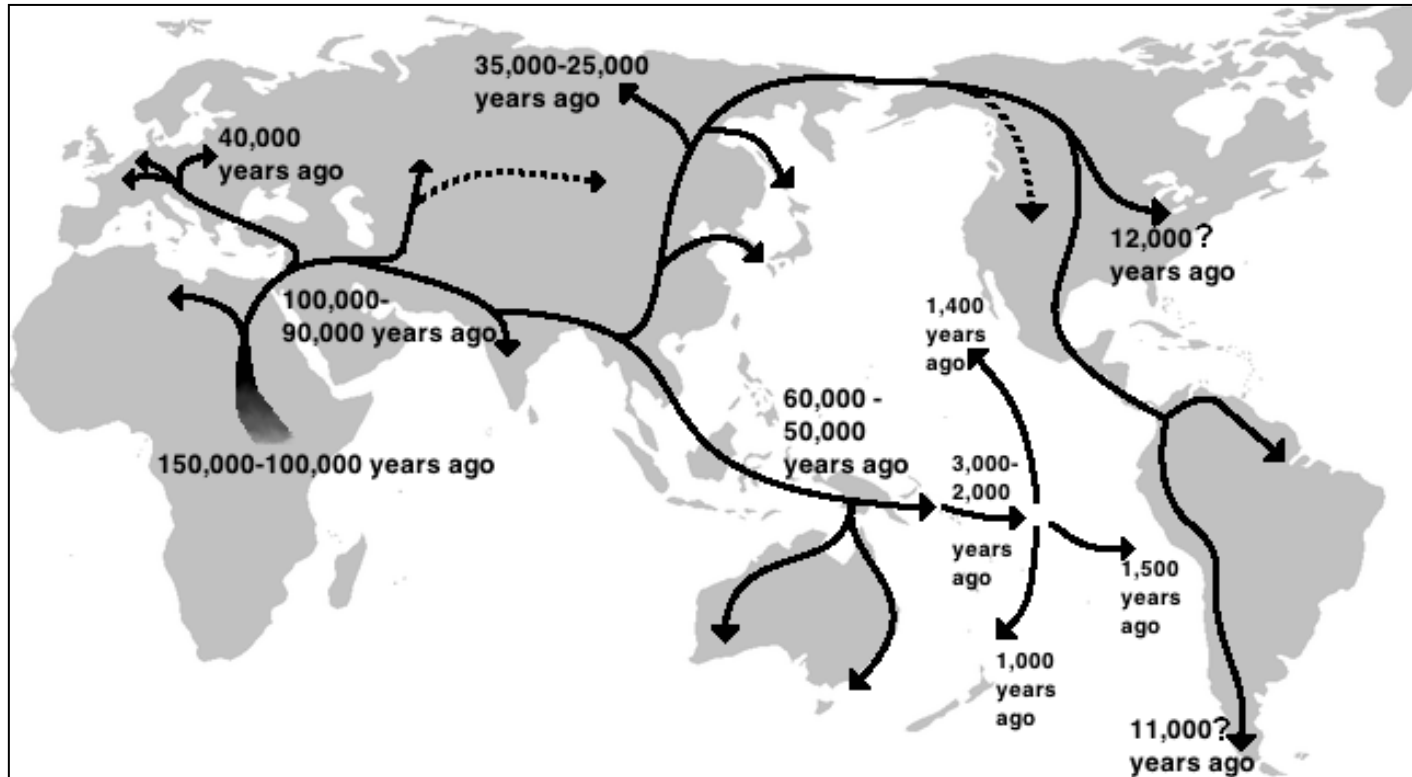 35,000-25,000
years ago
40,000
years ago
12,000?
years ago
100,000-
90,000 years ago
1,400
years
ago
60,000 -
50,000
years ago
150,000-100,000 years ago
3,000-
2,000
years
ago
1,500
years
ago
1,000
years
ago
11,000?
years ago